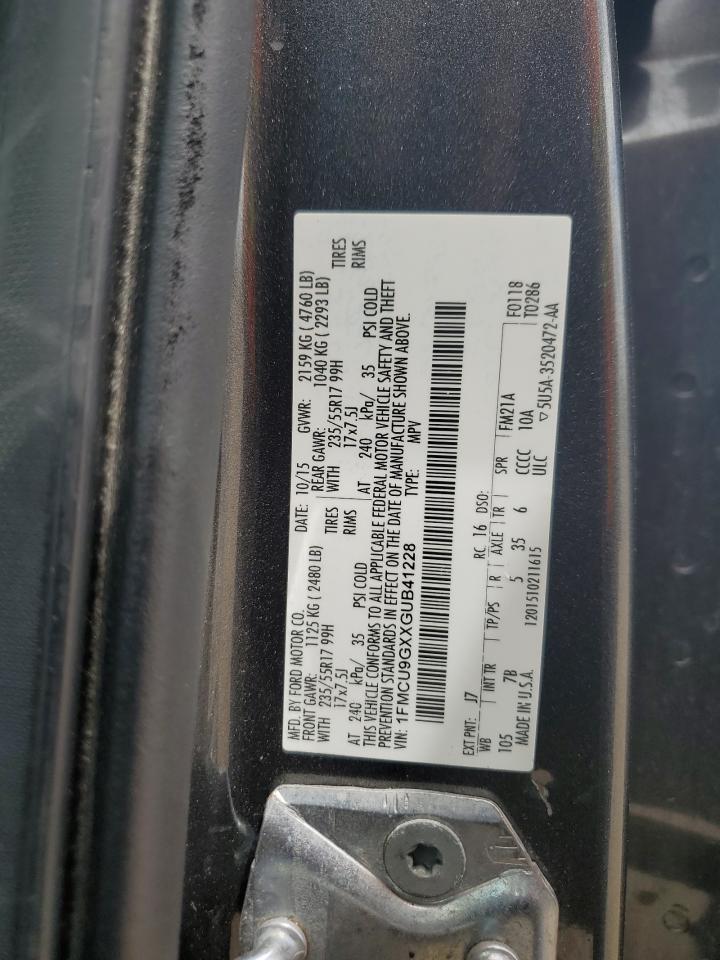 MFD. BY FORD MOTOR CO. DATE: 10/15 GVWR: 2159 KG ( 4760 LB)
FRONT GAWR: 1125 KG ( 2480 LB) REAR GAWR: 1040 KG ( 2293 LB)
WITH 235/55R17 99H TIRES WITH 235/55R17 99H TIRES
17x7.5J RIMS 17x7.5J RIMS
AT 240 kPa/ 35 PSI COLD AT 240 kPa/ 35 PSI COLD
THIS VEHICLE CONFORMS TO ALL APPLICABLE FEDERAL MOTOR VEHICLE SAFETY AND THEFT
PREVENTION STANDARDS IN EFFECT ON THE DATE OF MANUFACTURE SHOWN ABOVE.
VIN: 1FMCU9GXXGUB41228 TYPE: MPV
EXT PNT: J7 RC 16 DSO: F0118
WB INT TR TP/PS R AXLE TR SPR FM21A T0286
105 7B 5 35 6 CCCC 10A
MADE IN U.S.A. 1201510211615 ULC ▽5U5A-3520472-AA